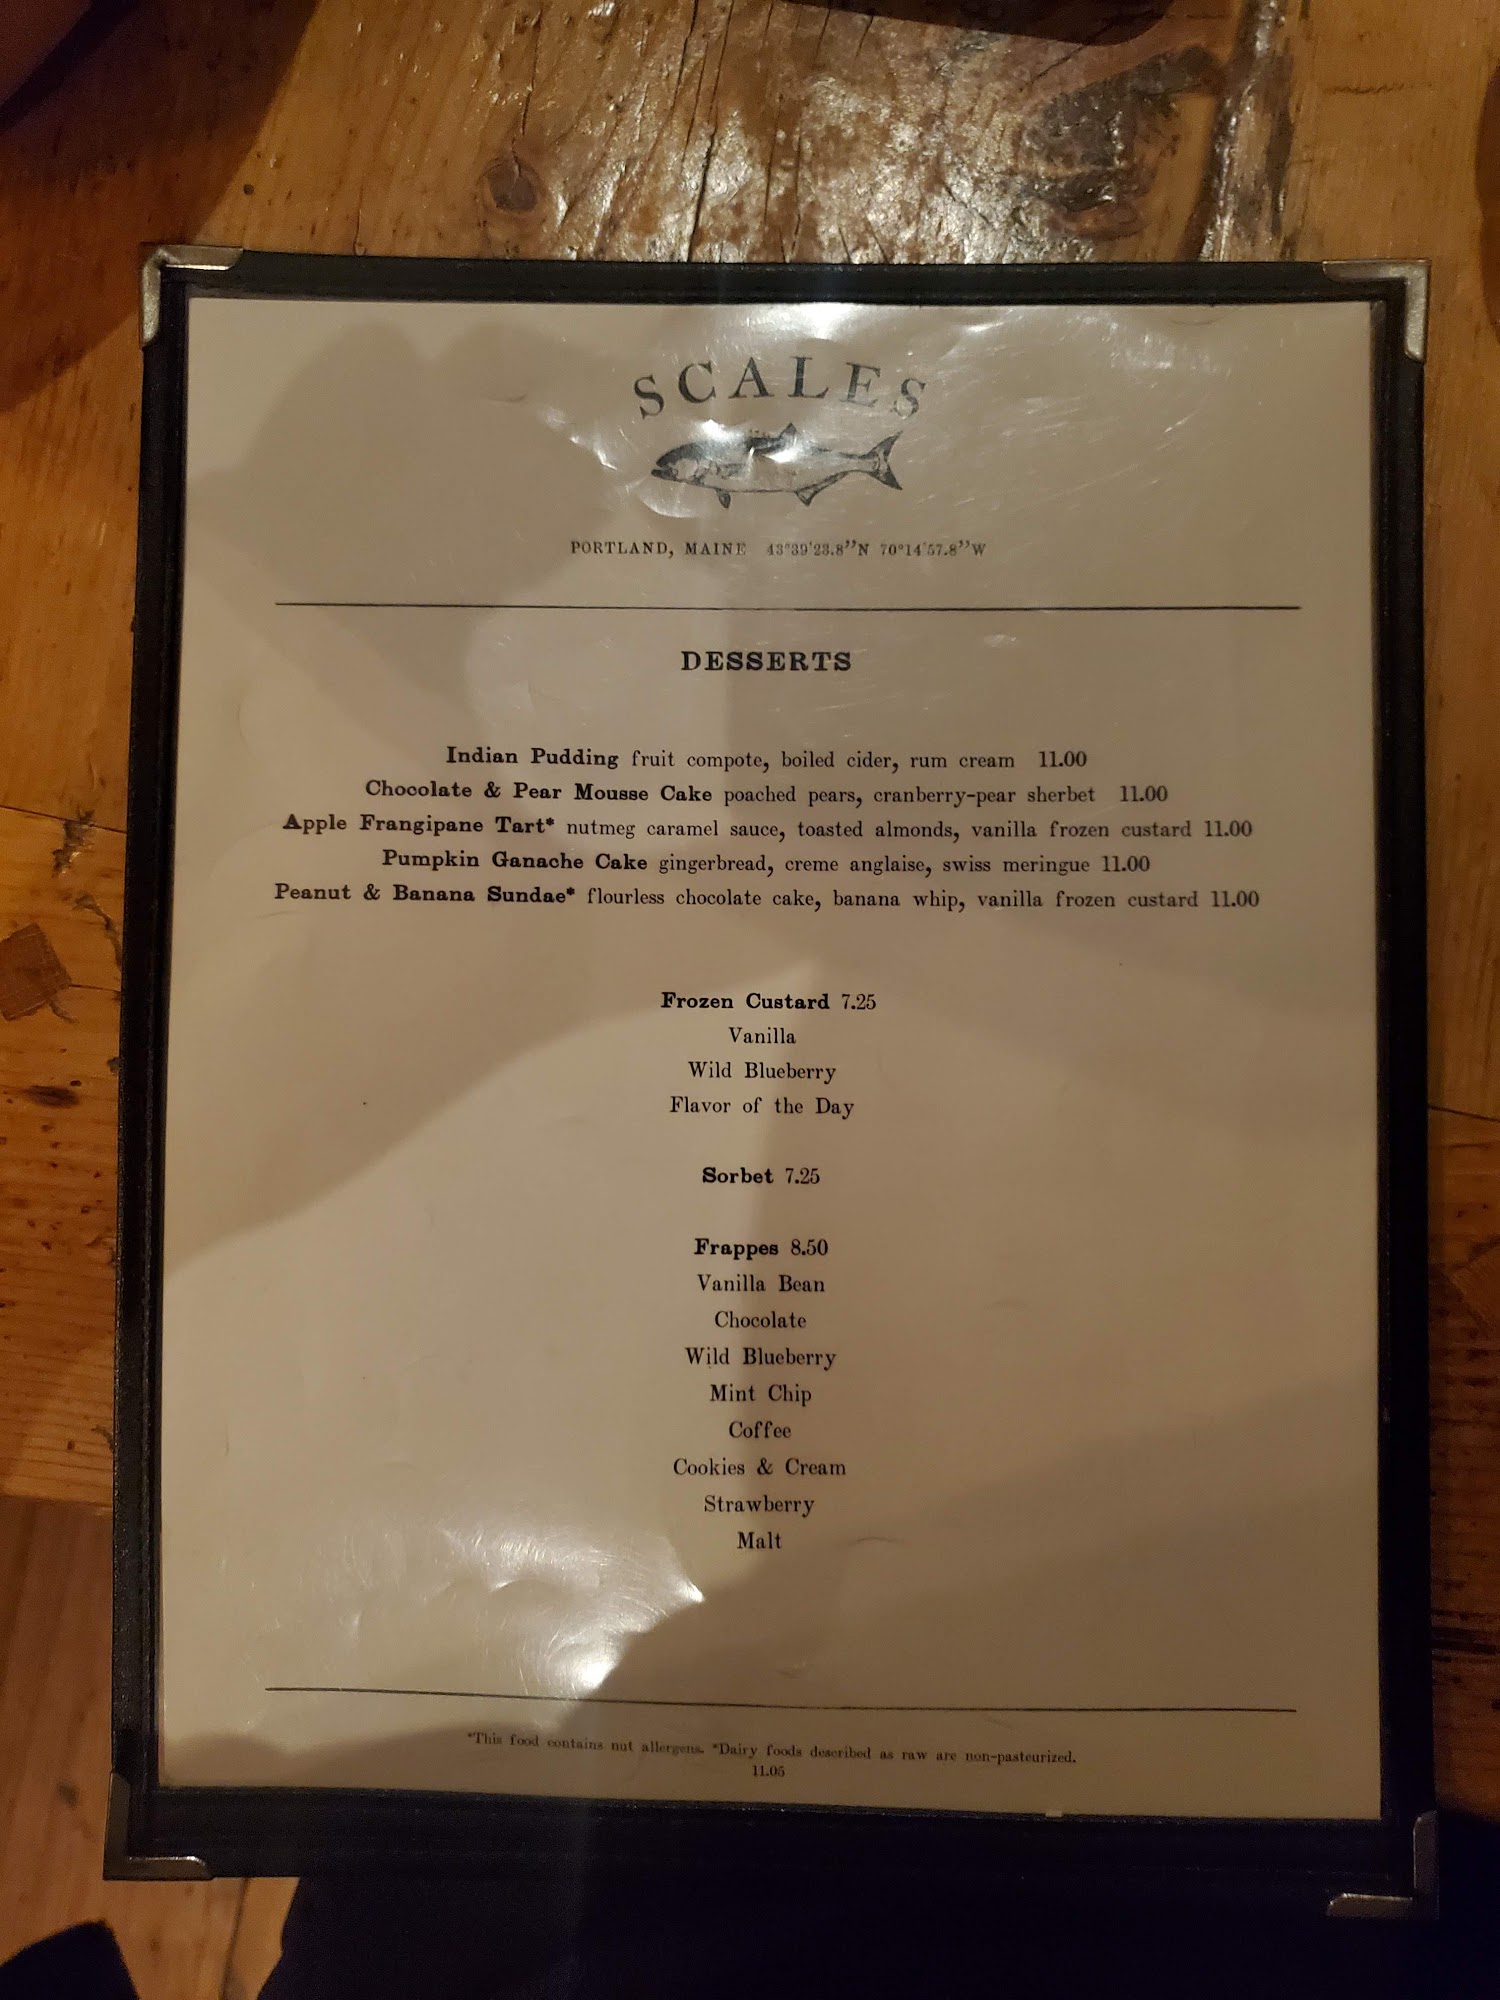 SCALES
PORTLAND, MAINE 43°39'23.8”N 70°14'57.8”W
DESSERTS
Indian Pudding fruit compote, boiled cider, rum cream 11.00
Chocolate & Pear Mousse Cake poached pears, cranberry-pear sherbet 11.00
Apple Frangipane Tart* nutmeg caramel sauce, toasted almonds, vanilla frozen custard 11.00
Pumpkin Ganache Cake gingerbread, creme anglaise, swiss meringue 11.00
Peanut & Banana Sundae* flourless chocolate cake, banana whip, vanilla frozen custard 11.00
Frozen Custard 7.25
Vanilla
Wild Blueberry
Flavor of the Day
Sorbet 7.25
Frappes 8.50
Vanilla Bean
Chocolate
Wild Blueberry
Mint Chip
Coffee
Cookies & Cream
Strawberry
Malt
*This food contains nut allergens. *Dairy foods described as raw are non-pasteurized.
11.05